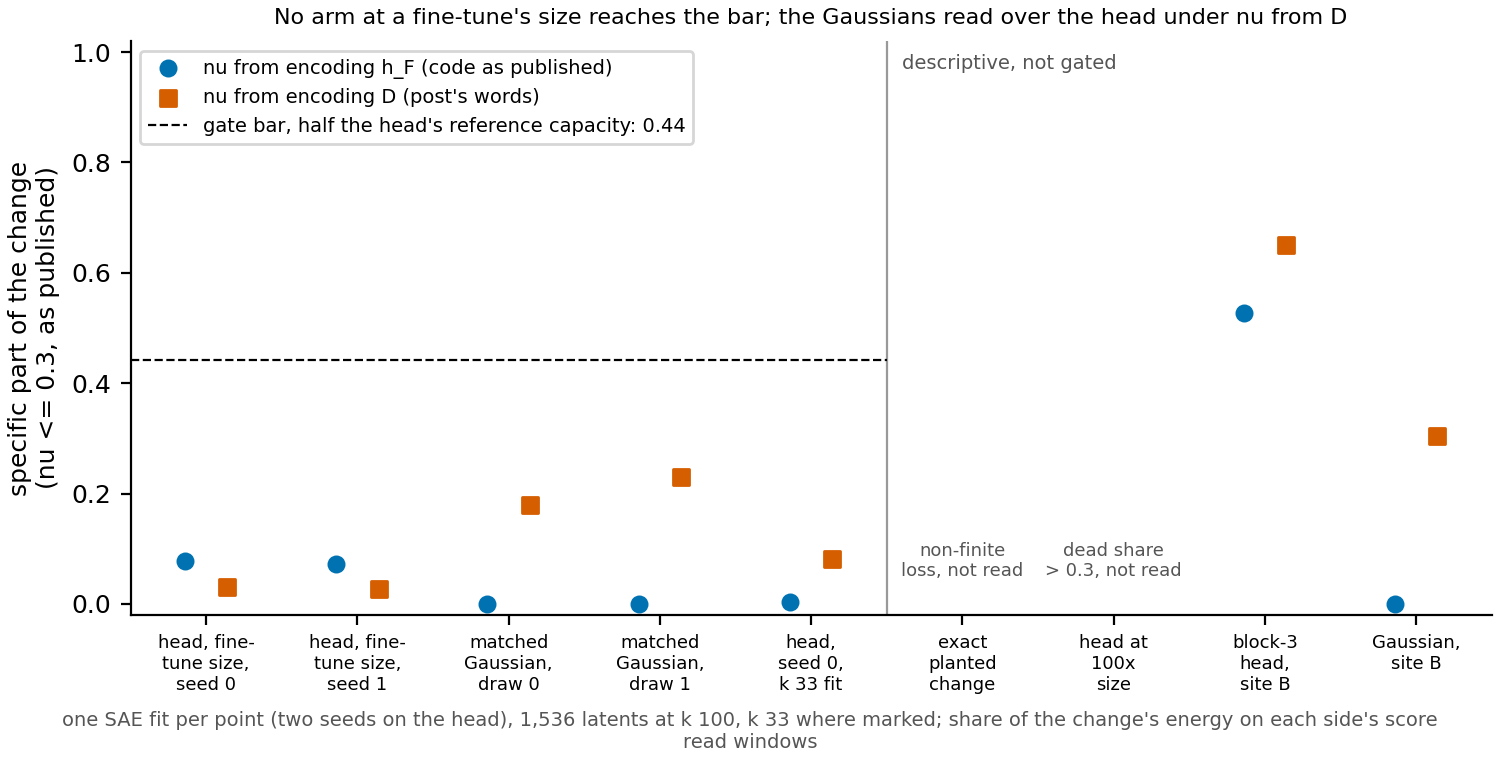 No arm at a fine-tune's size reaches the bar; the Gaussians read over the head under nu from D
specific part of the change
(nu <= 0.3, as published)
1.0
0.8
0.6
0.4
0.2
0.0
nu from encoding h_F (code as published)
nu from encoding D (post's words)
gate bar, half the head's reference capacity: 0.44
descriptive, not gated
non-finite
loss, not read
dead share
> 0.3, not read
head, fine-
tune size,
seed 0
head, fine-
tune size,
seed 1
matched
Gaussian,
draw 0
matched
Gaussian,
draw 1
head,
seed 0,
k 33 fit
exact
planted
change
head at
100x
size
block-3
head,
site B
Gaussian,
site B
one SAE fit per point (two seeds on the head), 1,536 latents at k 100, k 33 where marked; share of the change's energy on each side's score
read windows